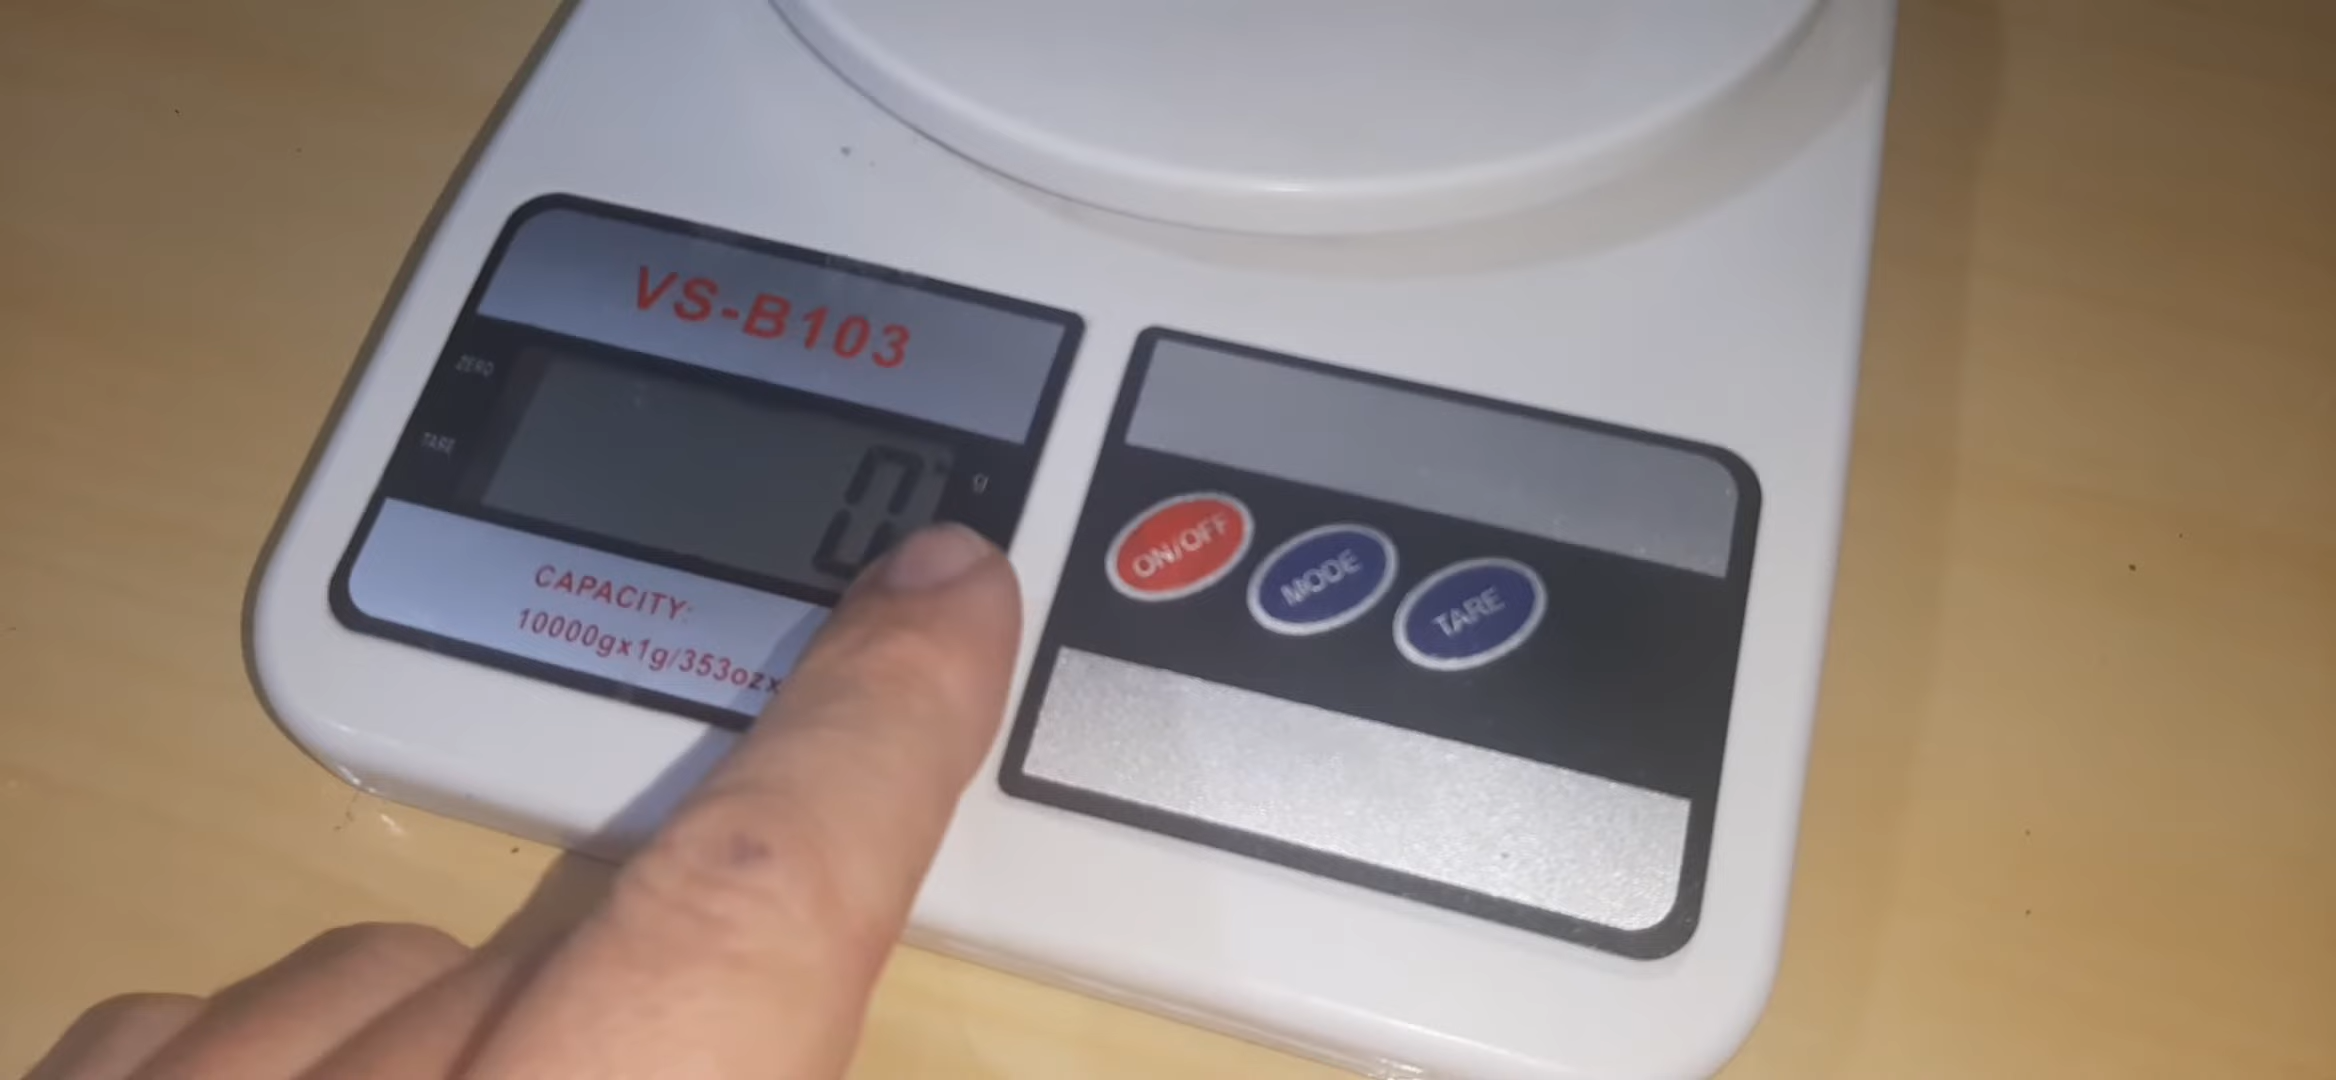 VS-B103
ZERO
TARE
0
g
CAPACITY:
10000gx1g/353ozx
ON/OFF
MODE
TARE